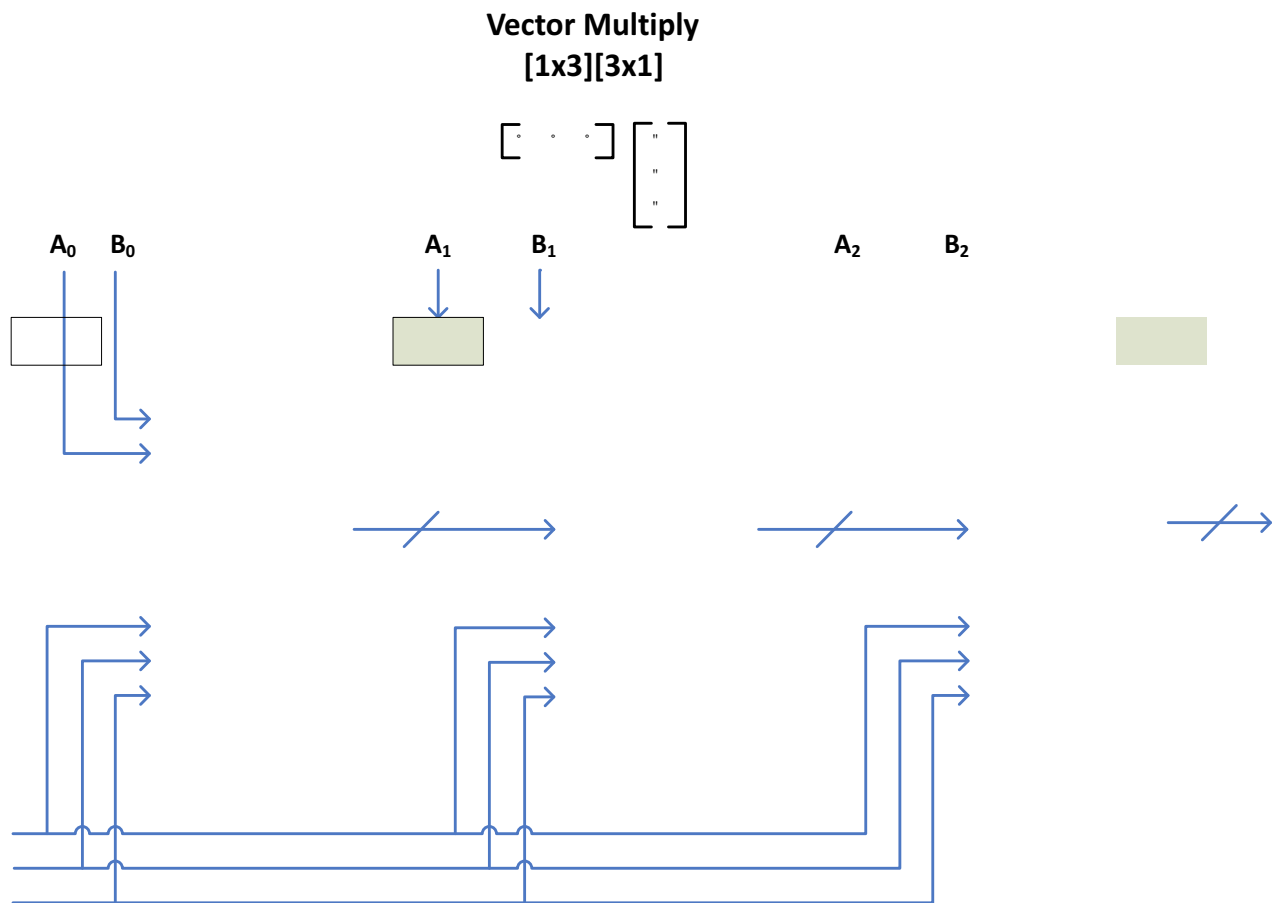 Vector Multiply
[1x3][3x1]
° ° ° "
"
"
A₀ B₀ A₁ B₁ A₂ B₂